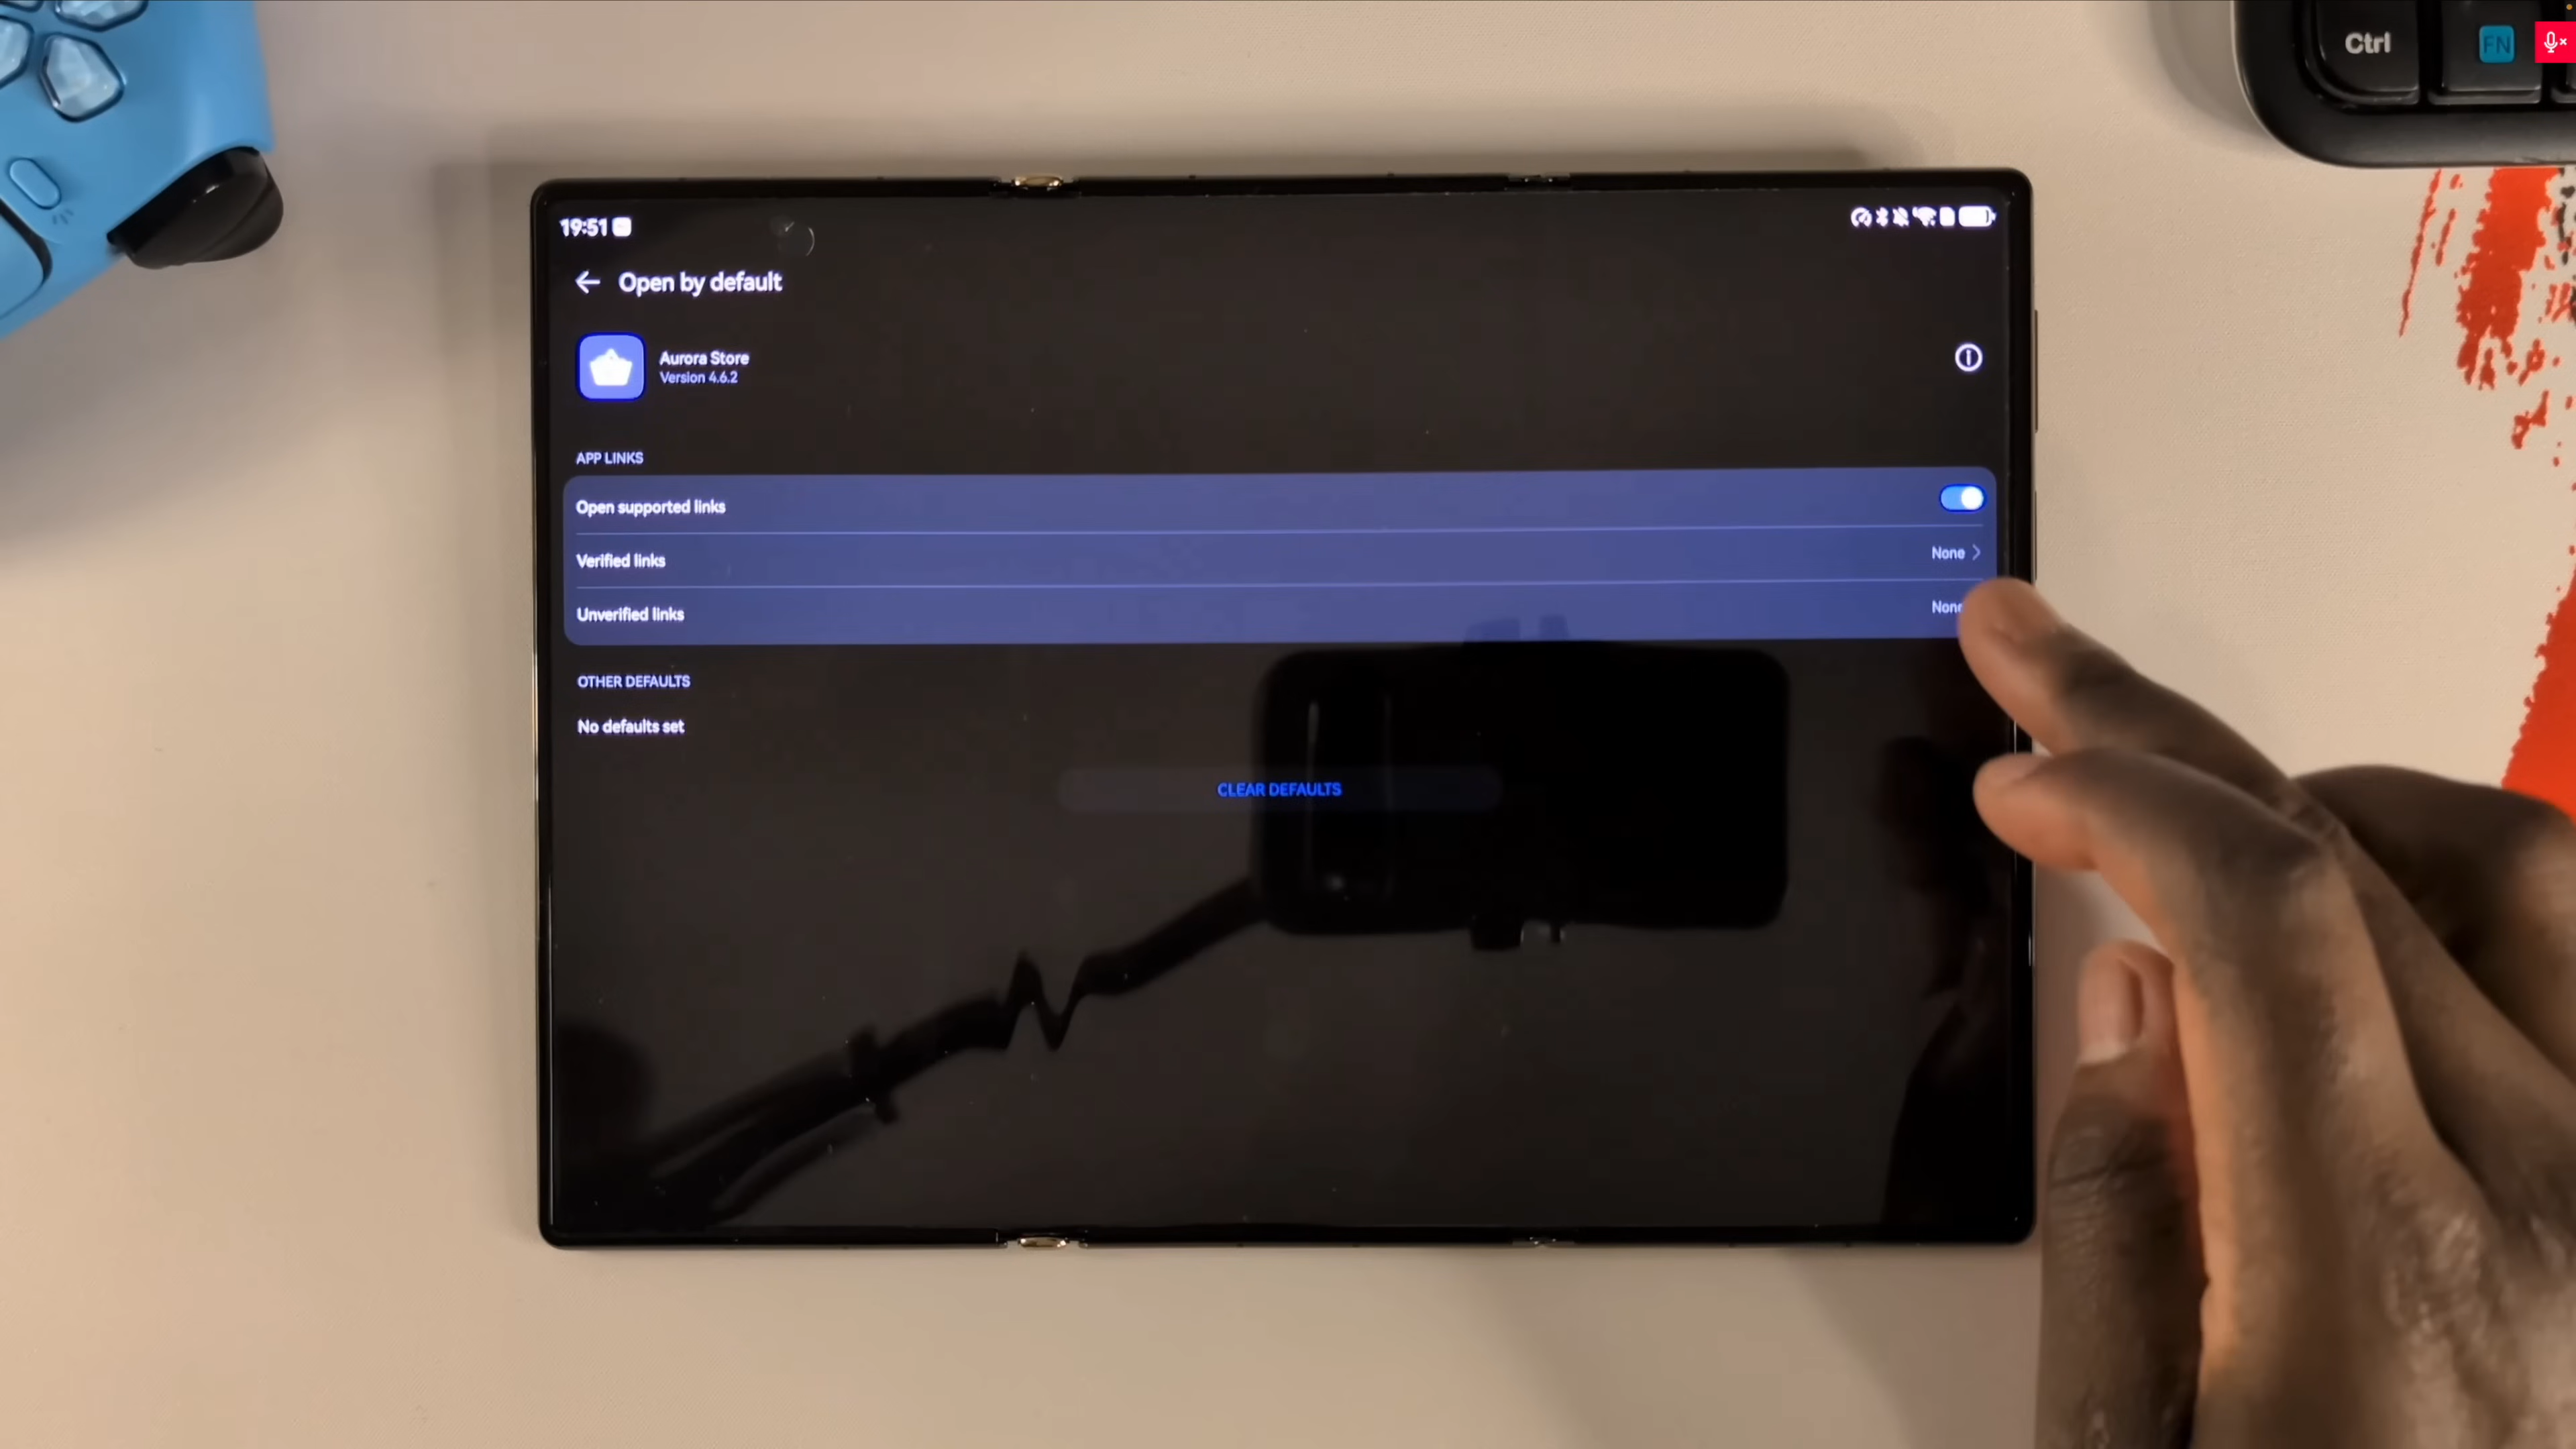 Ctrl
FN
19:51
Open by default
Aurora Store
Version 4.6.2
APP LINKS
Open supported links
Verified links
None
Unverified links
None
OTHER DEFAULTS
No defaults set
CLEAR DEFAULTS